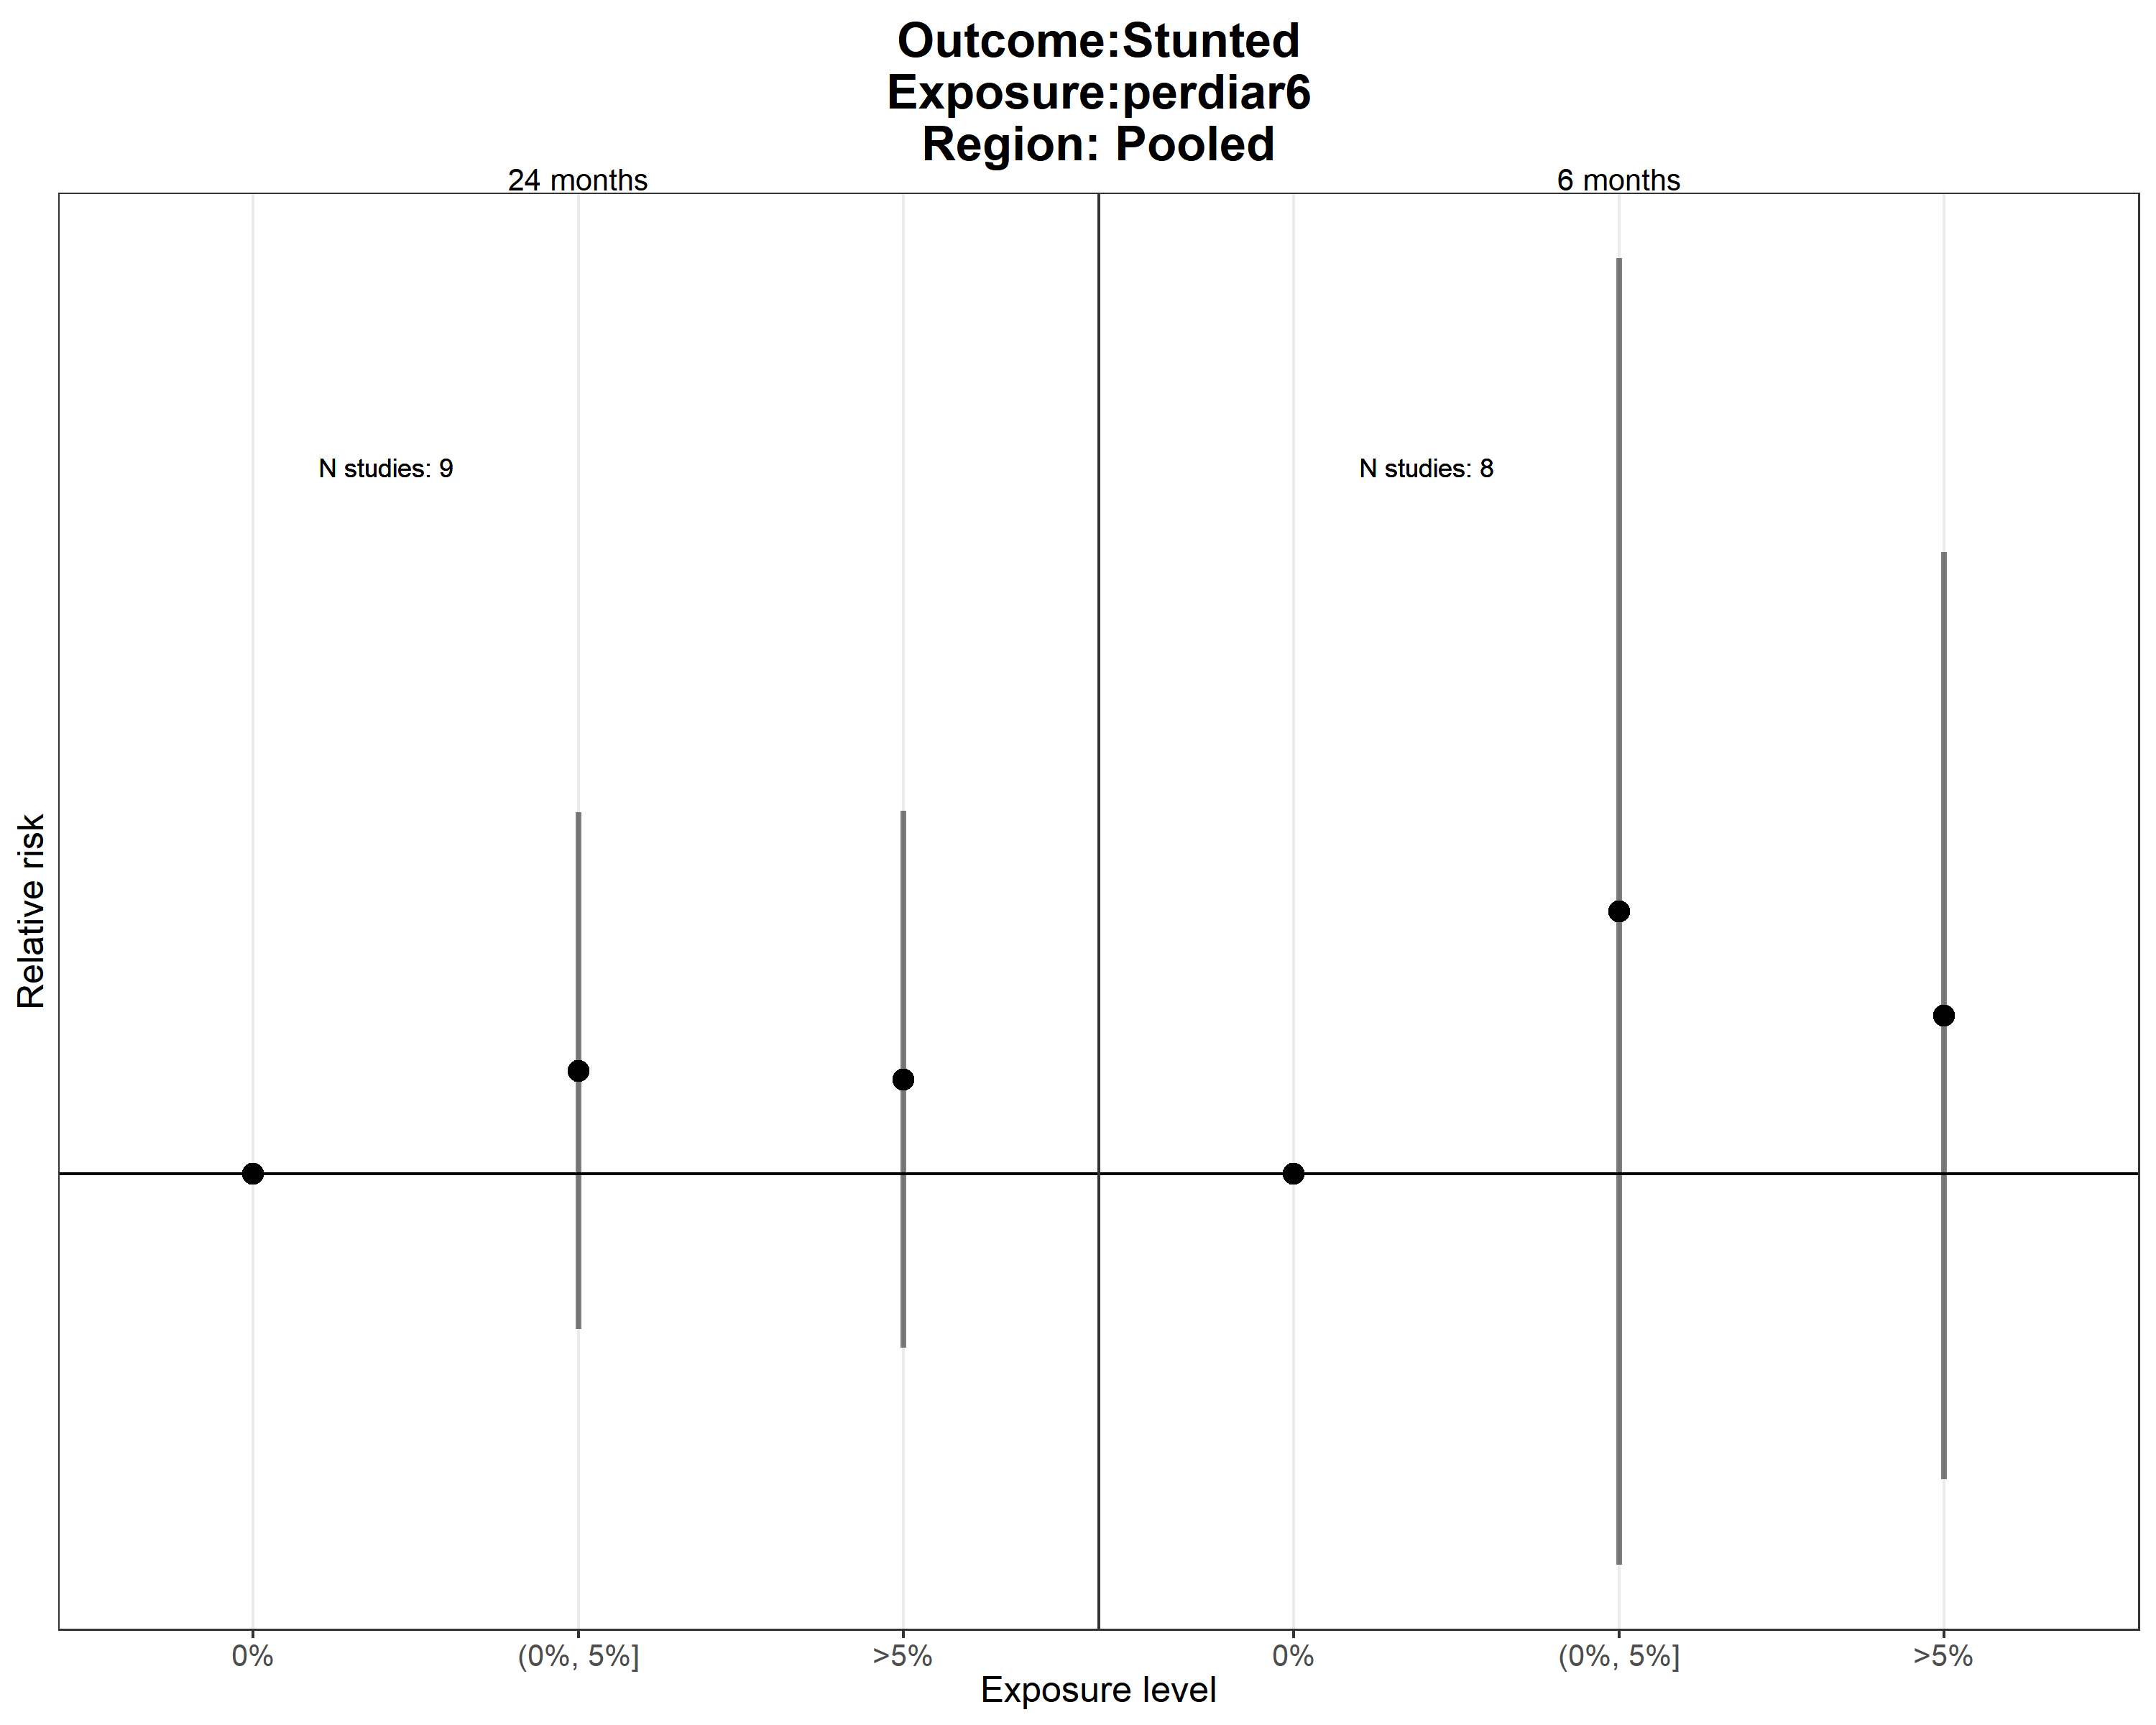 Outcome:Stunted
Exposure:perdiar6
Region: Pooled
24 months
6 months
N studies: 9
N studies: 8
Relative risk
0%
(0%, 5%]
>5%
0%
(0%, 5%]
>5%
Exposure level